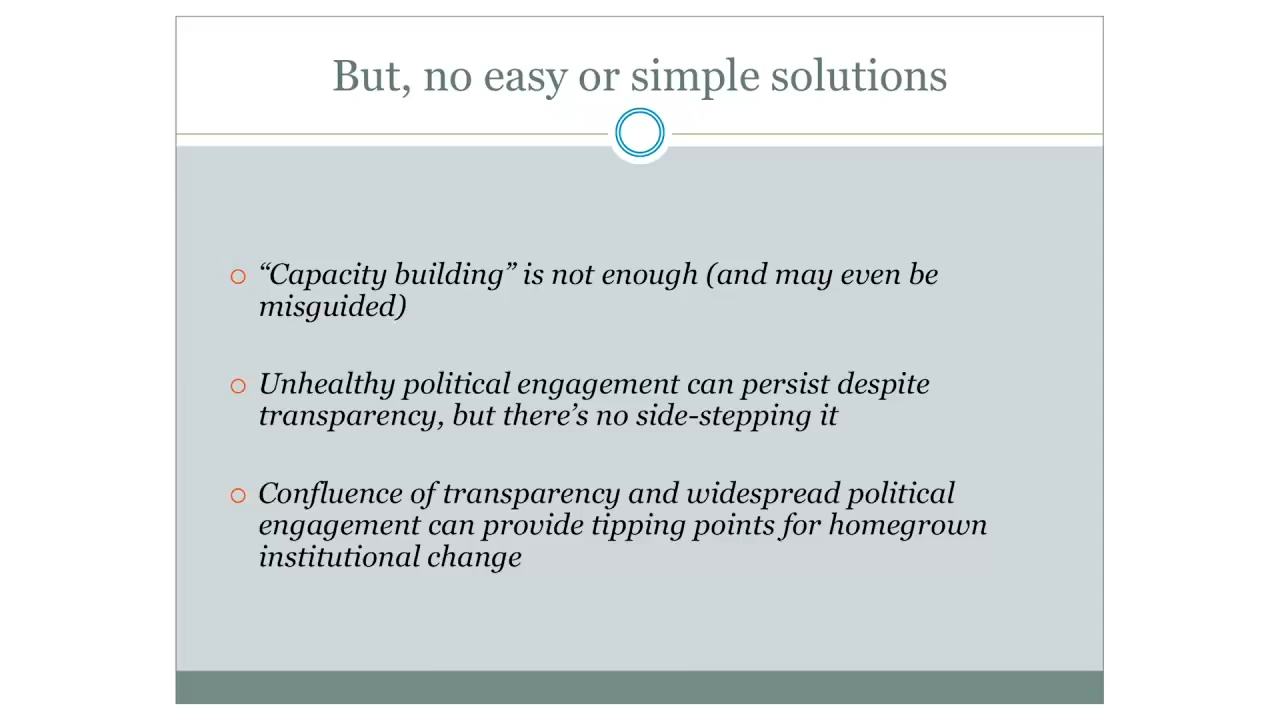 But, no easy or simple solutions
“Capacity building” is not enough (and may even be
misguided)
Unhealthy political engagement can persist despite
transparency, but there’s no side-stepping it
Confluence of transparency and widespread political
engagement can provide tipping points for homegrown
institutional change